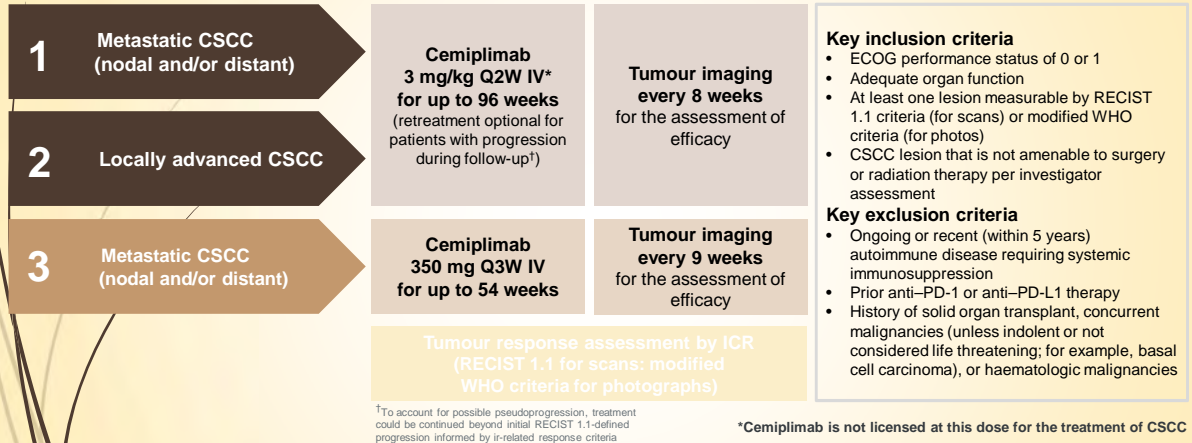 1
Metastatic CSCC
(nodal and/or distant)
2
Locally advanced CSCC
3
Metastatic CSCC
(nodal and/or distant)
Cemiplimab
3 mg/kg Q2W IV*
for up to 96 weeks
(retreatment optional for
patients with progression
during follow-up†)
Tumour imaging
every 8 weeks
for the assessment of
efficacy
Cemiplimab
350 mg Q3W IV
for up to 54 weeks
Tumour imaging
every 9 weeks
for the assessment of
efficacy
Tumour response assessment by ICR
(RECIST 1.1 for scans: modified
WHO criteria for photographs)
†To account for possible pseudoprogression, treatment
could be continued beyond initial RECIST 1.1-defined
progression informed by ir-related response criteria
Key inclusion criteria
• ECOG performance status of 0 or 1
• Adequate organ function
• At least one lesion measurable by RECIST
1.1 criteria (for scans) or modified WHO
criteria (for photos)
• CSCC lesion that is not amenable to surgery
or radiation therapy per investigator
assessment
Key exclusion criteria
• Ongoing or recent (within 5 years)
autoimmune disease requiring systemic
immunosuppression
• Prior anti–PD-1 or anti–PD-L1 therapy
• History of solid organ transplant, concurrent
malignancies (unless indolent or not
considered life threatening; for example, basal
cell carcinoma), or haematologic malignancies
*Cemiplimab is not licensed at this dose for the treatment of CSCC